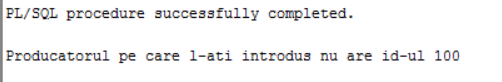 PL/SQL procedure successfully completed.
Producatorul pe care l-ati introdus nu are id-ul 100